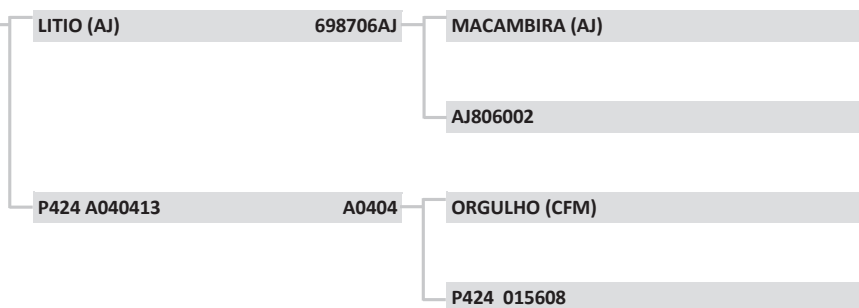 LITIO (AJ) 698706AJ
MACAMBIRA (AJ)
AJ806002
P424 A040413 A0404
ORGULHO (CFM)
P424 015608